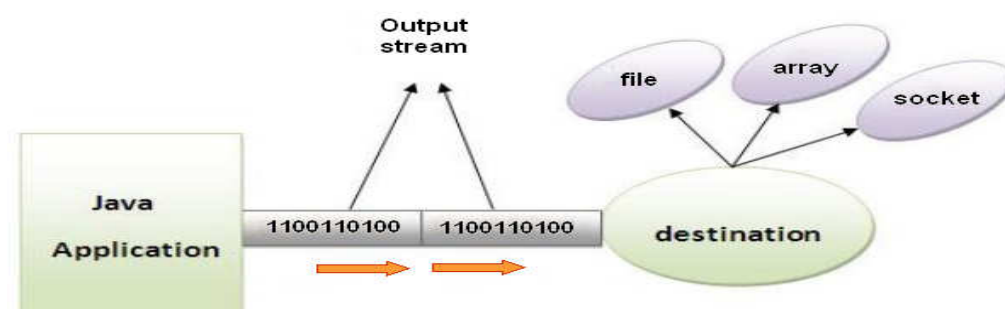 Output
stream
file
array
socket
Java
Application
1100110100
1100110100
destination